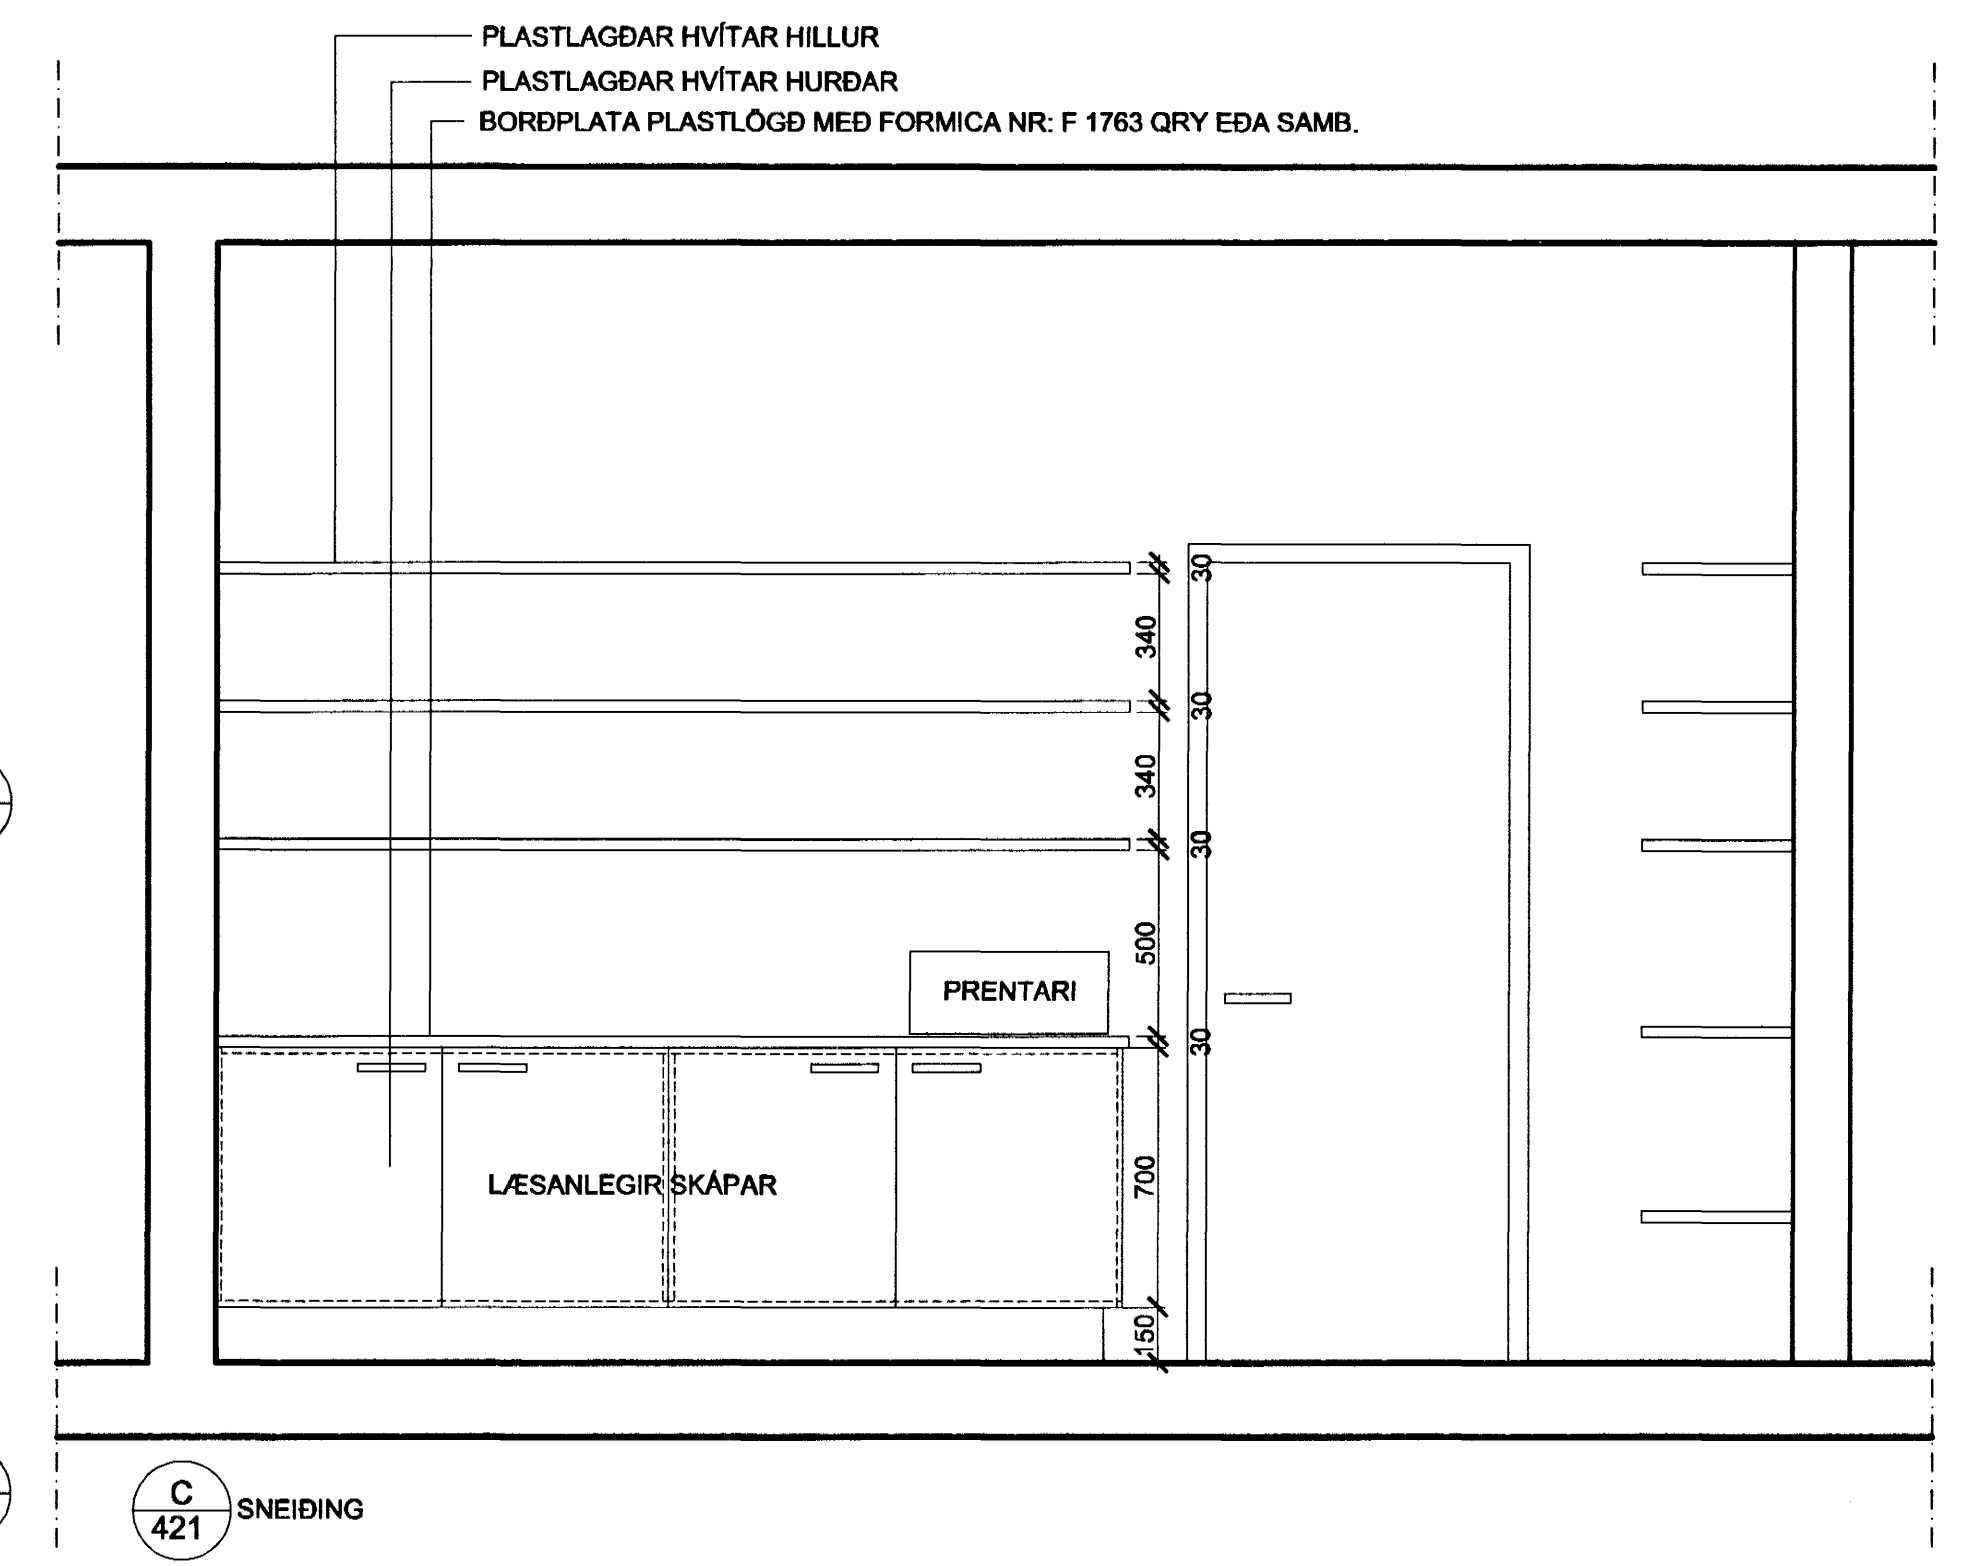 PLASTLAGÐAR HVÍTAR HILLUR
PLASTLAGÐAR HVÍTAR HURÐAR
BORÐPLATA PLASTLÖGÐ MEÐ FORMICA NR: F 1763 QRY EÐA SAMB.
30
340
30
340
30
500
PRENTARI
30
LÆSANLEGIR SKÁPAR
700
150
C
421
SNEIÐING